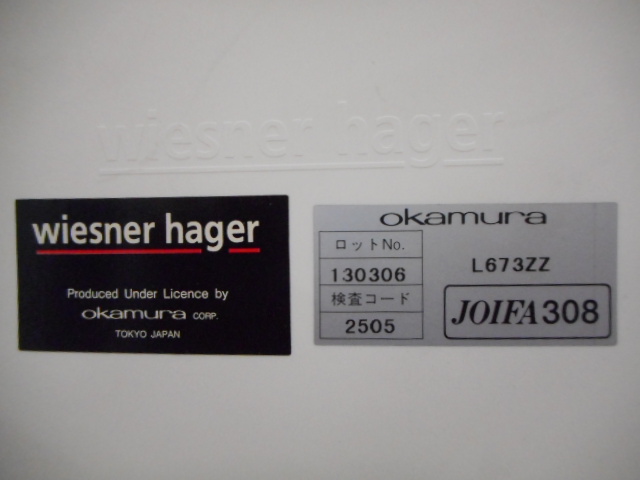 wiesner hager
wiesner hager
Produced Under Licence by
okamura CORP.
TOKYO JAPAN
okamura
ロットNo.
130306
検査コード
2505
L673ZZ
JOIFA308